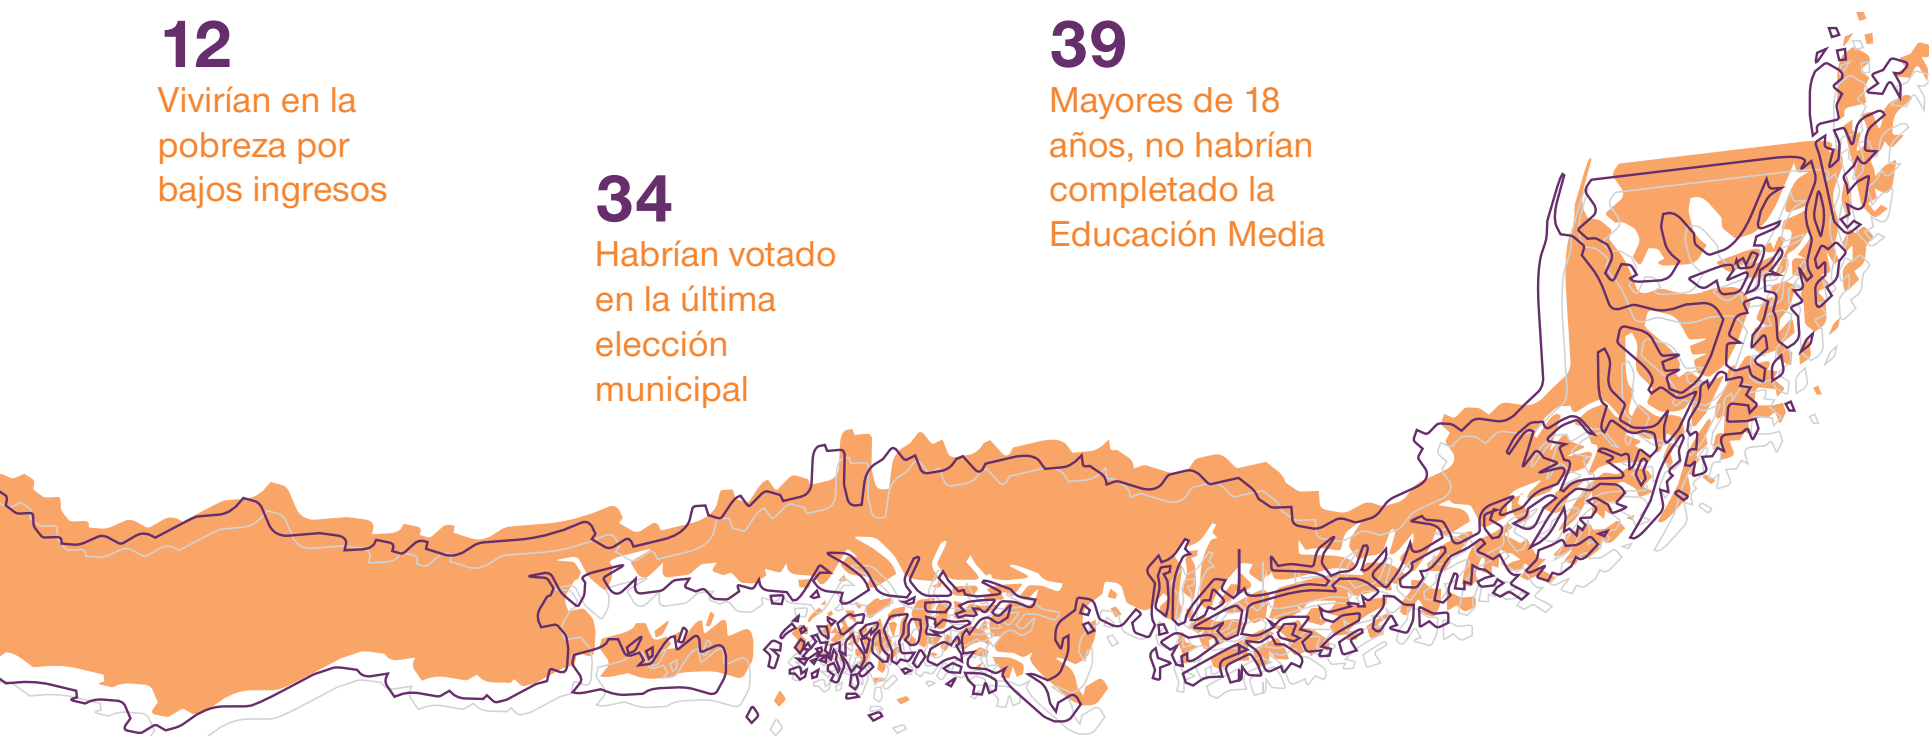 12
Vivirían en la
pobreza por
bajos ingresos
34
Habrían votado
en la última
elección
municipal
39
Mayores de 18
años, no habrían
completado la
Educación Media